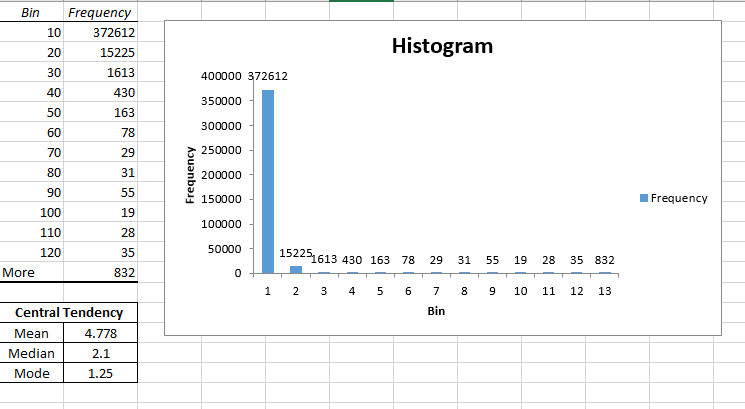 Bin Frequency
10 372612
20 15225
30 1613
40 430
50 163
60 78
70 29
80 31
90 55
100 19
110 28
120 35
More 832
Central Tendency
Mean 4.778
Median 2.1
Mode 1.25
Histogram
Frequency
400000
350000
300000
250000
200000
150000
100000
50000
0
372612 15225 1613 430 163 78 29 31 55 19 28 35 832
1 2 3 4 5 6 7 8 9 10 11 12 13
Bin
Frequency